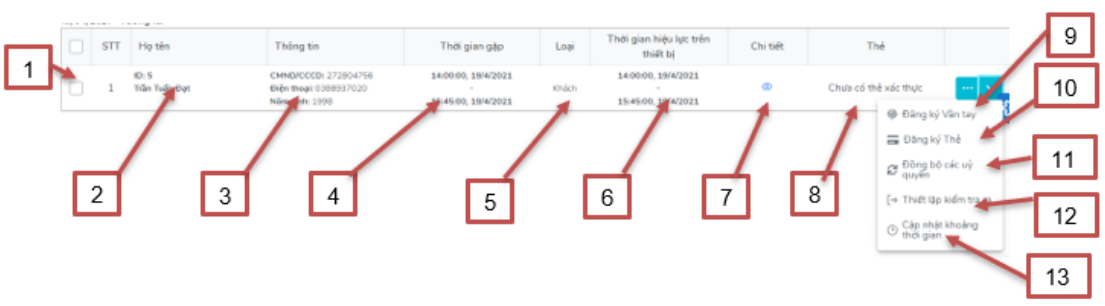 STT Họ tên Thông tin Thời gian gặp Loại Thời gian hiệu lực trên thiết bị Chi tiết Thẻ
9
1
ID: 5 CMND/CCCD: 272804756 14:00:00, 19/4/2021 14:00:00, 19/4/2021
1 Trần Tuấn Đạt Điện thoại: 0388937020 - Khách - Chưa có thẻ xác thực
Năm sinh: 1998 15:45:00, 19/4/2021 15:45:00, 19/4/2021
10
Đăng ký Vân tay
Đăng ký Thẻ
11
Đồng bộ các uỷ
quyền
2
3
4
5
6
7
8
Thiết lập kiểm tra
12
Cập nhật khoảng
thời gian
13